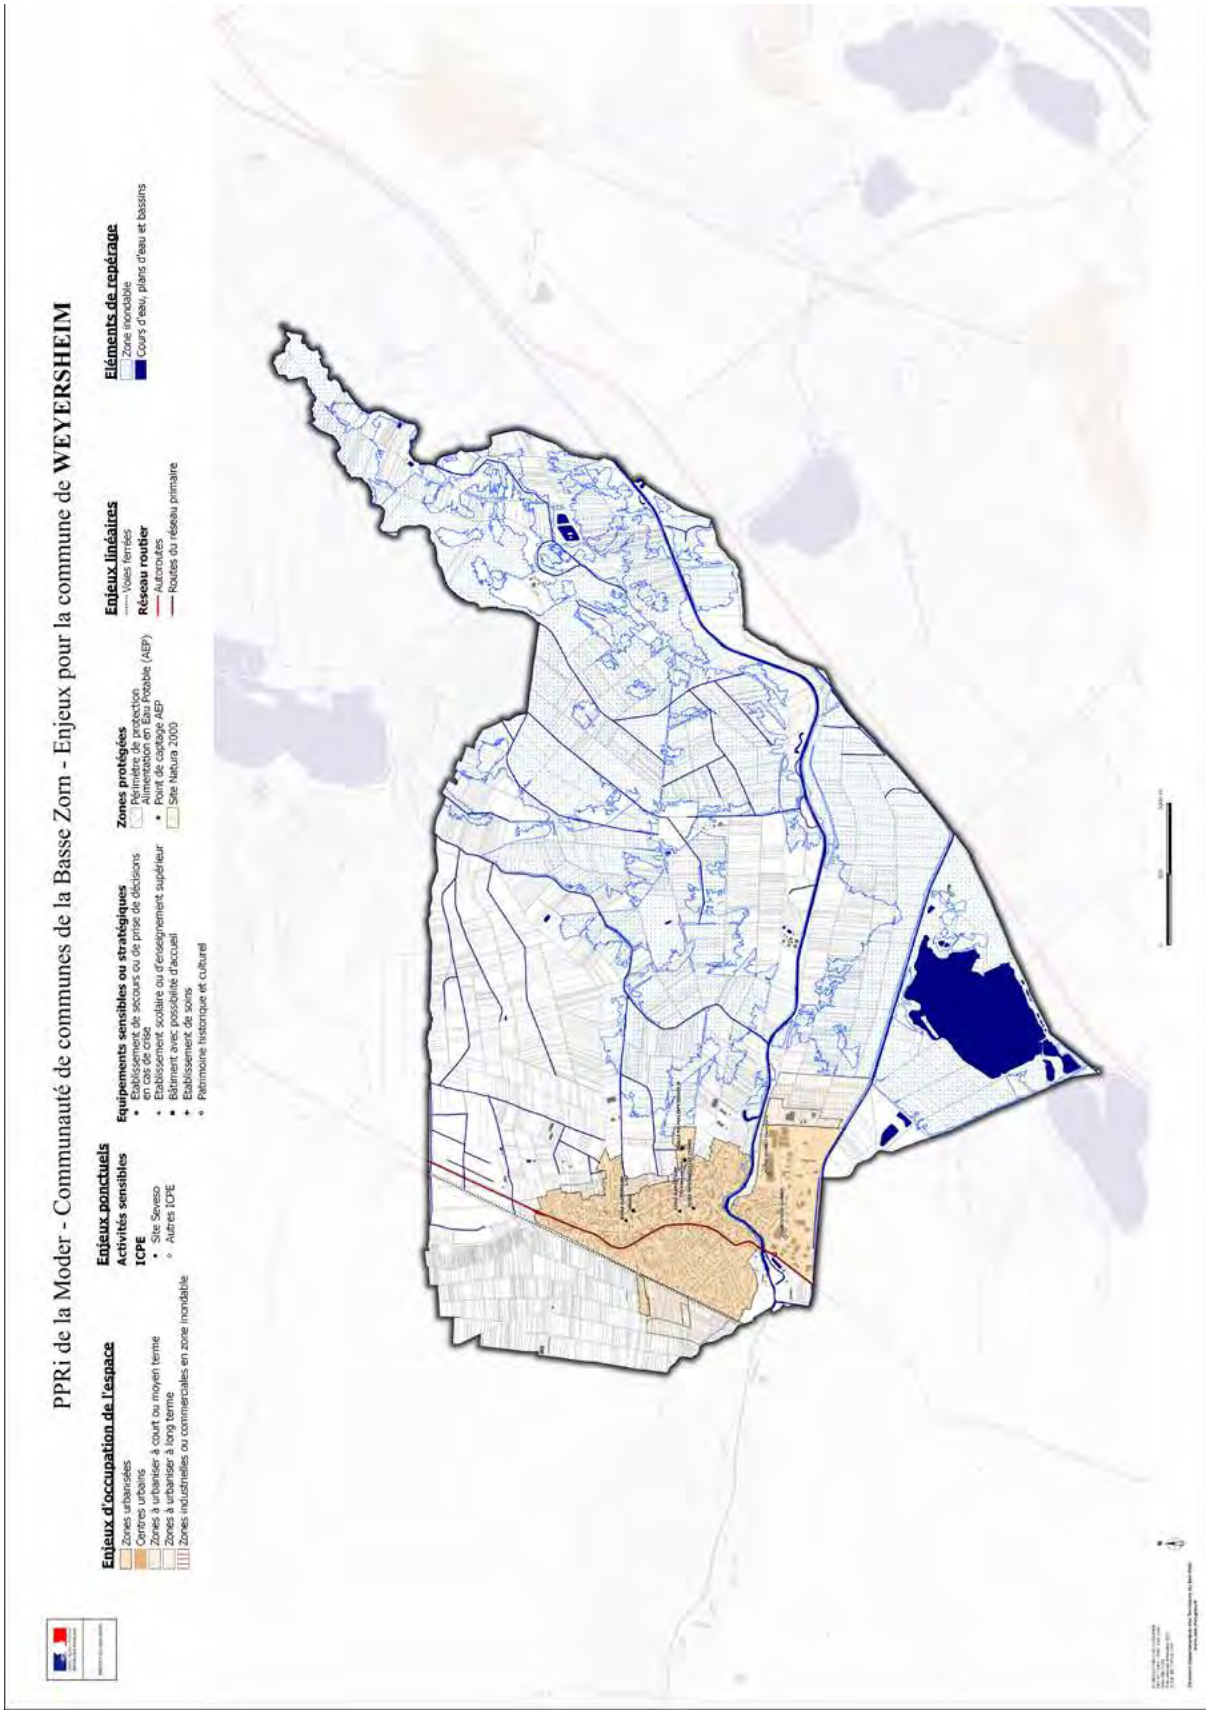 PPRi de la Moder - Communauté de communes de la Basse Zorn - Enjeux pour la commune de WEYERSHEIM
Enjeux d'occupation de l'espace
Zones urbanisées
Centres urbains
Zones à urbaniser à court ou moyen terme
Zones à urbaniser à long terme
Zones industrielles ou commerciales en zone inondable
Enjeux ponctuels
Activités sensibles
ICPE
Site Seveso
Autres ICPE
Equipements sensibles ou stratégiques
Etablissement de secours ou de prise de décisions
en cas de crise
Etablissement scolaire ou d'enseignement supérieur
Bâtiment avec possibilité d'accueil
Etablissement de soins
Patrimoine historique et culturel
Zones protégées
Périmètre de protection
Alimentation en Eau Potable (AEP)
Point de captage AEP
Site Natura 2000
Enjeux linéaires
Voies ferrées
Réseau routier
Autoroutes
Routes du réseau primaire
Eléments de repérage
Zone inondable
Cours d'eau, plans d'eau et bassins
N